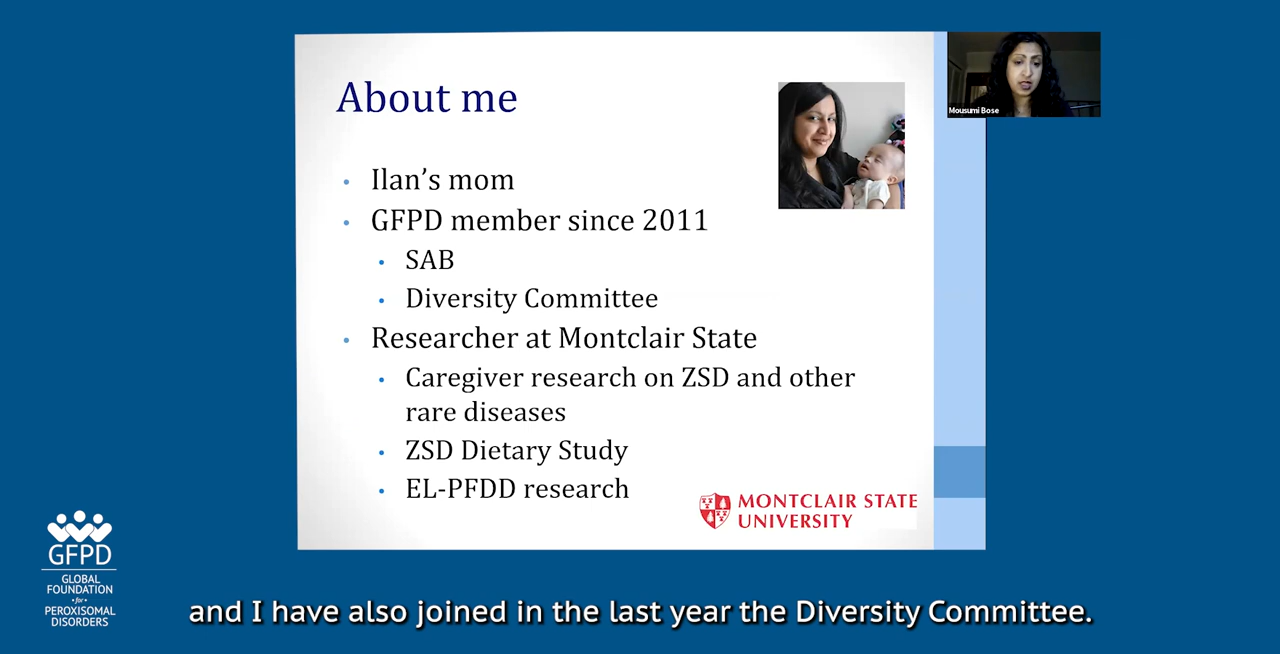 About me
Mousumi Bose
• Ilan’s mom
• GFPD member since 2011
• SAB
• Diversity Committee
• Researcher at Montclair State
• Caregiver research on ZSD and other
rare diseases
• ZSD Dietary Study
• EL-PFDD research
MONTCLAIR STATE
UNIVERSITY
GFPD
GLOBAL
FOUNDATION
• for •
PEROXISOMAL
DISORDERS
and I have also joined in the last year the Diversity Committee.